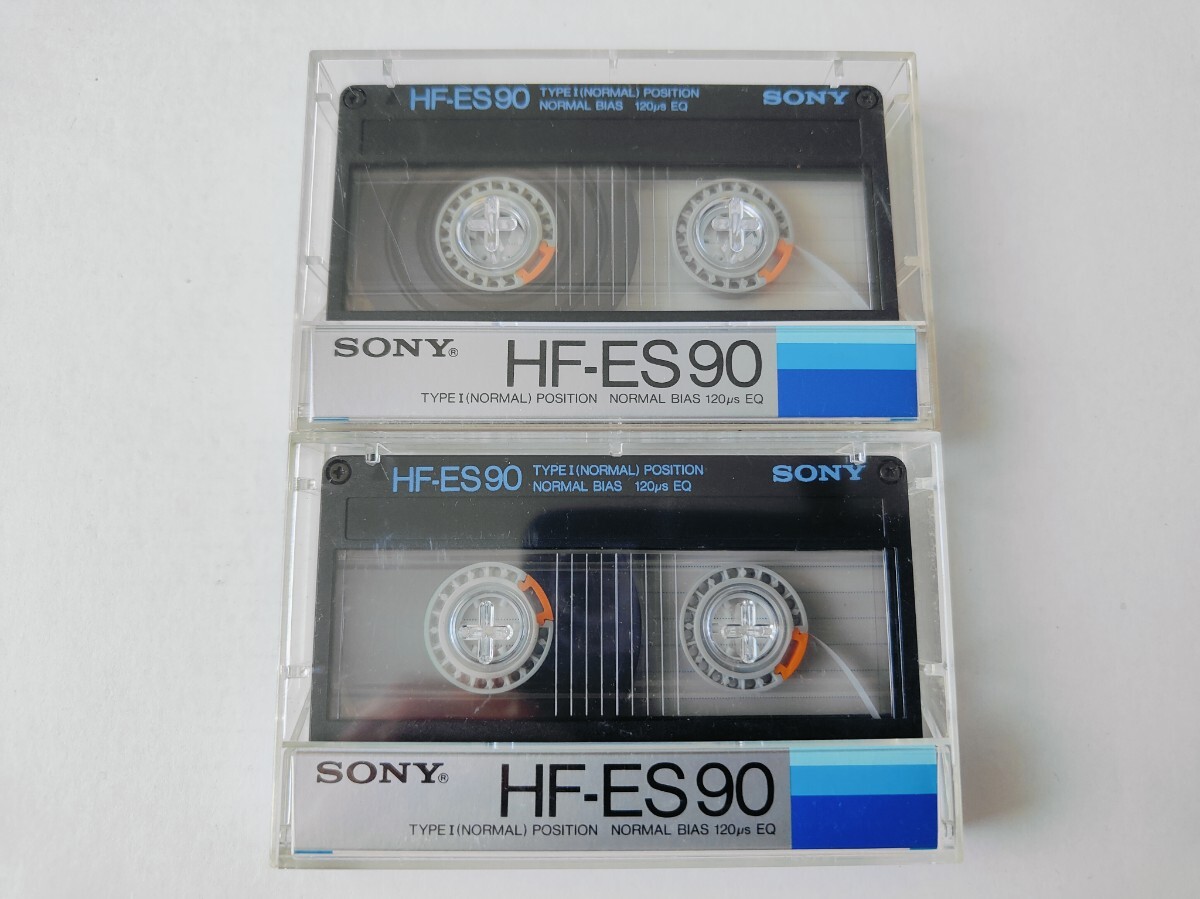 HF-ES90 TYPE I (NORMAL) POSITION SONY
NORMAL BIAS 120μs EQ
SONY® HF-ES90
TYPE I (NORMAL) POSITION NORMAL BIAS 120μs EQ
HF-ES90 TYPE I (NORMAL) POSITION SONY
NORMAL BIAS 120μs EQ
SONY® HF-ES90
TYPE I (NORMAL) POSITION NORMAL BIAS 120μs EQ